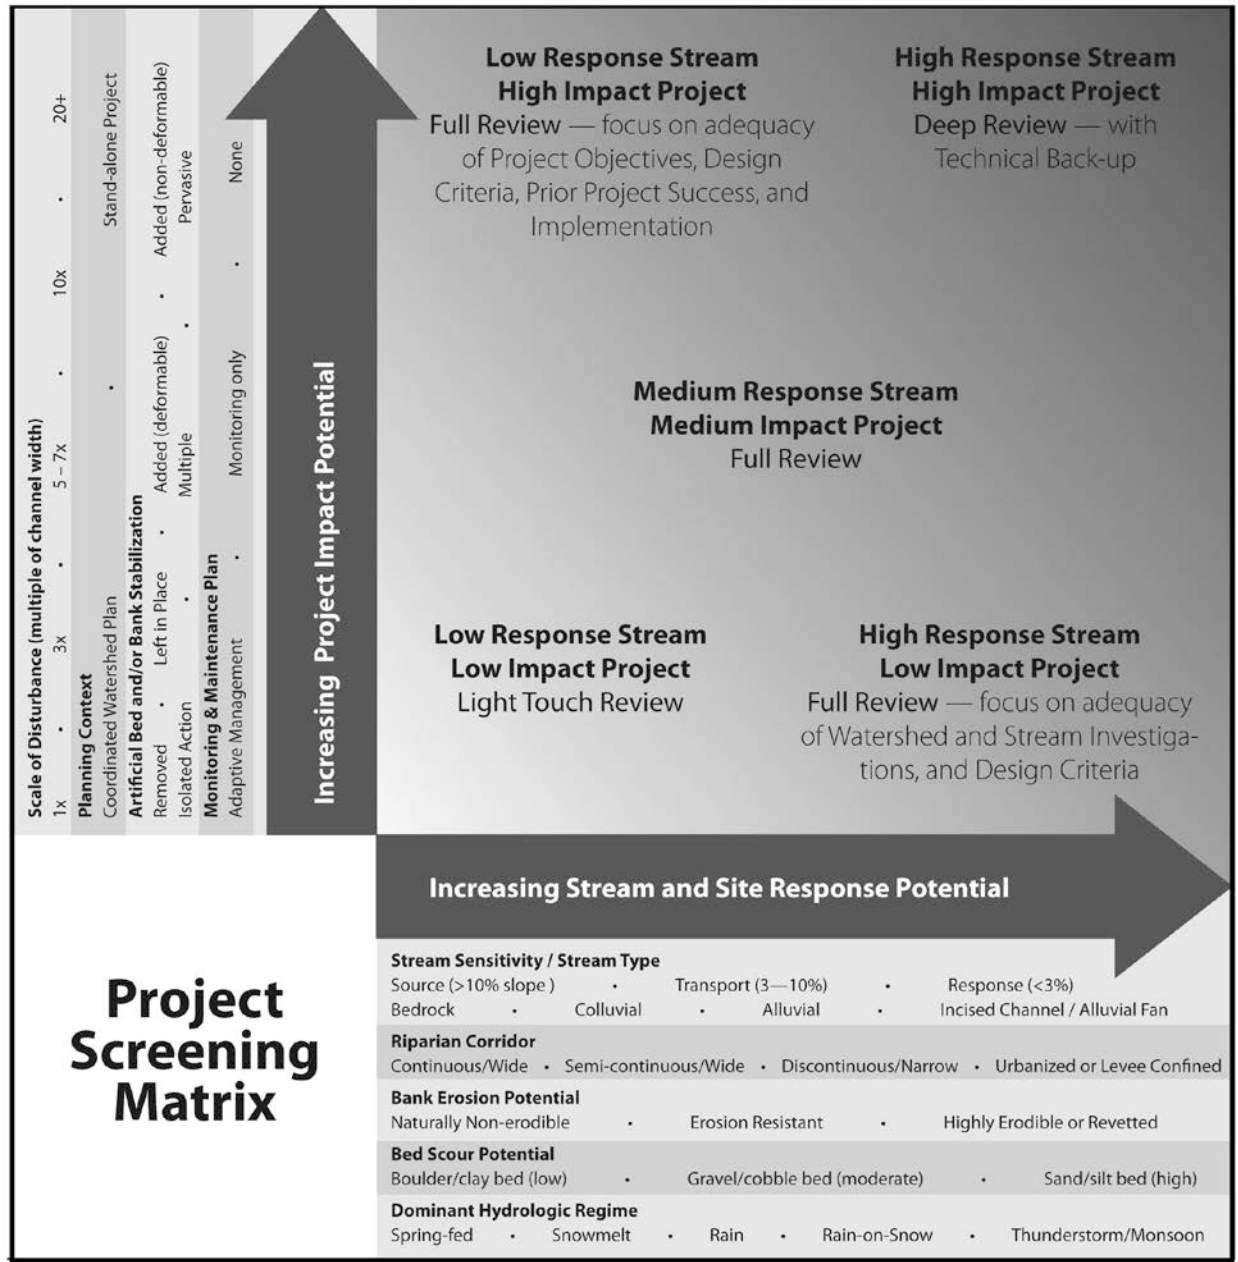 Low Response Stream
High Impact Project
Full Review — focus on adequacy
of Project Objectives, Design
Criteria, Prior Project Success, and
Implementation
High Response Stream
High Impact Project
Deep Review — with
Technical Back-up
Medium Response Stream
Medium Impact Project
Full Review
Low Response Stream
Low Impact Project
Light Touch Review
High Response Stream
Low Impact Project
Full Review — focus on adequacy
of Watershed and Stream Investiga-
tions, and Design Criteria
Scale of Disturbance (multiple of channel width)
1x • 3x • 5 – 7x • 10x • 20+
Planning Context
Coordinated Watershed Plan • Stand-alone Project
Artificial Bed and/or Bank Stabilization
Removed • Left in Place • Added (deformable) • Added (non-deformable)
Isolated Action • Multiple • Pervasive
Monitoring & Maintenance Plan
Adaptive Management • Monitoring only • None
Increasing Project Impact Potential
Increasing Stream and Site Response Potential
Project
Screening
Matrix
Stream Sensitivity / Stream Type
Source (>10% slope ) • Transport (3—10%) • Response (<3%)
Bedrock • Colluvial • Alluvial • Incised Channel / Alluvial Fan
Riparian Corridor
Continuous/Wide • Semi-continuous/Wide • Discontinuous/Narrow • Urbanized or Levee Confined
Bank Erosion Potential
Naturally Non-erodible • Erosion Resistant • Highly Erodible or Revetted
Bed Scour Potential
Boulder/clay bed (low) • Gravel/cobble bed (moderate) • Sand/silt bed (high)
Dominant Hydrologic Regime
Spring-fed • Snowmelt • Rain • Rain-on-Snow • Thunderstorm/Monsoon